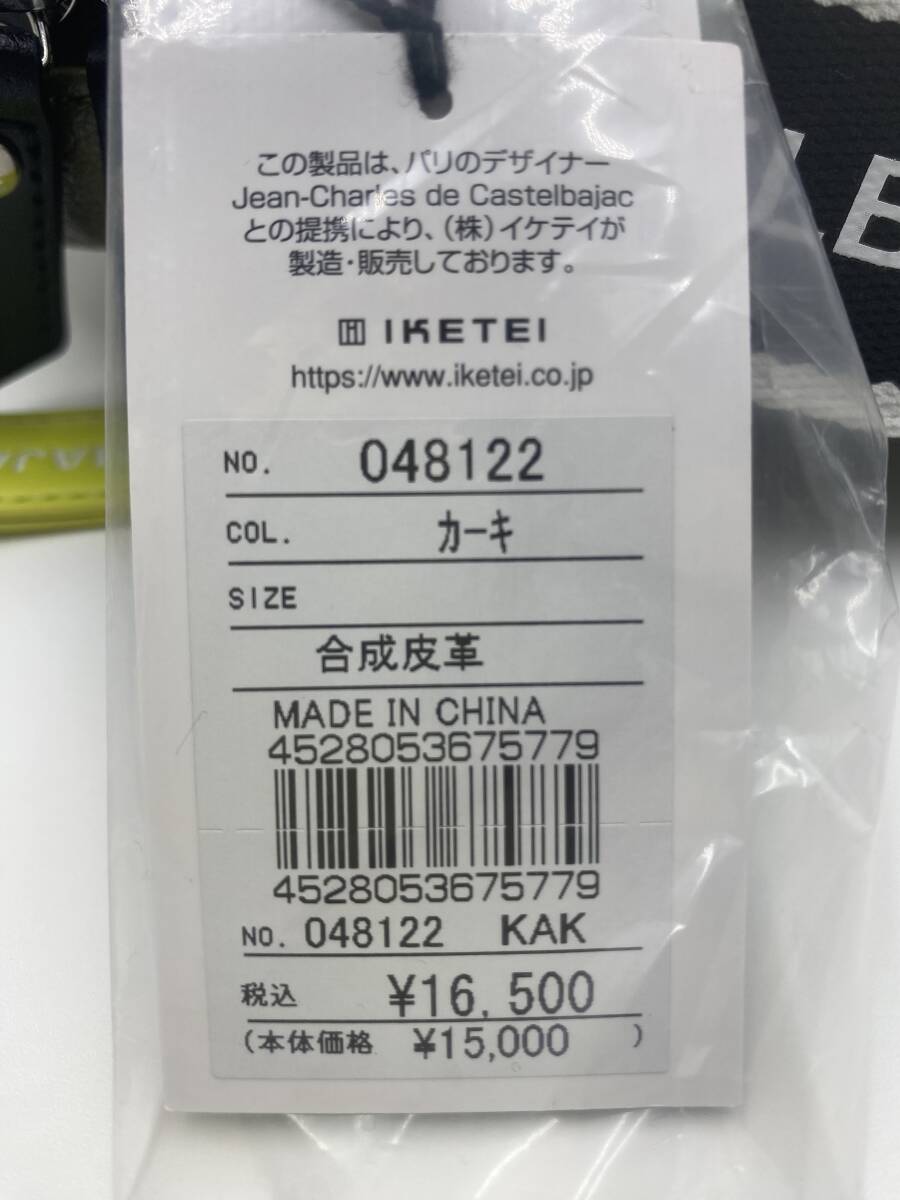 この製品は、パリのデザイナー
Jean-Charles de Castelbajac
との提携により、(株)イケテイが
製造・販売しております。
IKETEI
https://www.iketei.co.jp
NO. 048122
COL. カーキ
SIZE
合成皮革
MADE IN CHINA
4528053675779
4528053675779
NO. 048122 KAK
税込 ¥16,500
(本体価格 ¥15,000 )